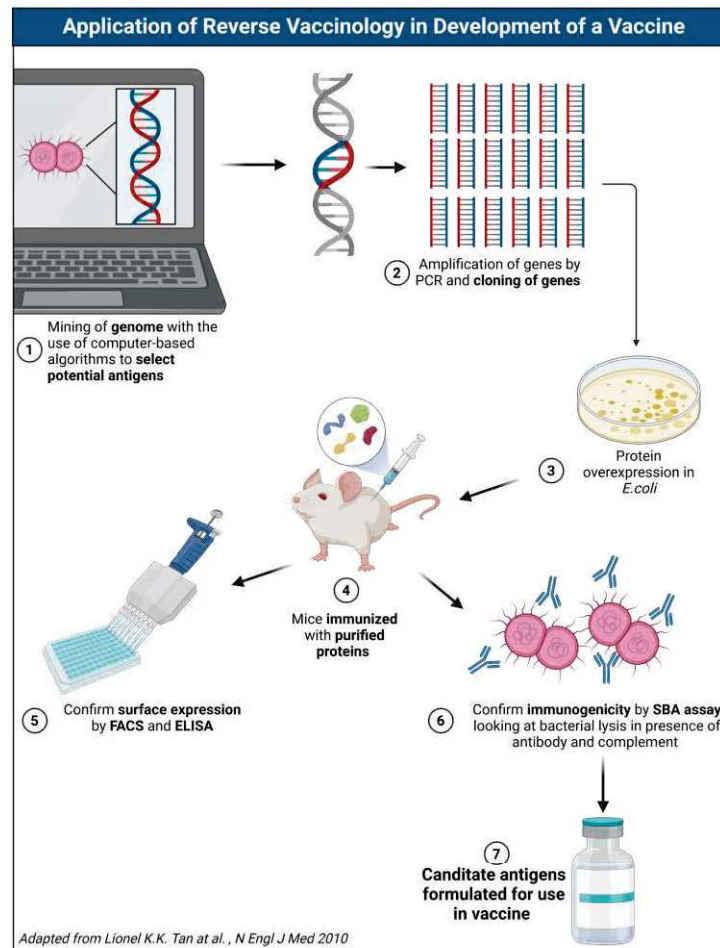 Application of Reverse Vaccinology in Development of a Vaccine
1
Mining of genome with the
use of computer-based
algorithms to select
potential antigens
2
Amplification of genes by
PCR and cloning of genes
3
Protein
overexpression in
E.coli
4
Mice immunized
with purified
proteins
5
Confirm surface expression
by FACS and ELISA
6
Confirm immunogenicity by SBA assay
looking at bacterial lysis in presence of
antibody and complement
7
Canditate antigens
formulated for use
in vaccine
Adapted from Lionel K.K. Tan at al. , N Engl J Med 2010